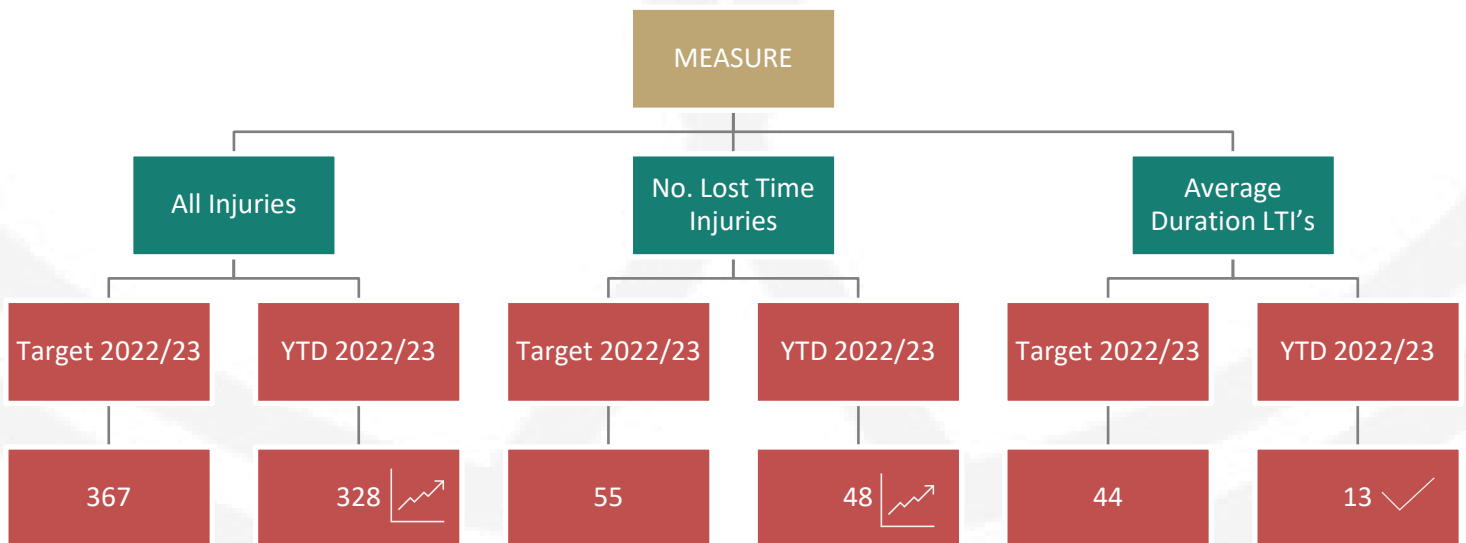 MEASURE
All Injuries
No. Lost Time
Injuries
Average
Duration LTI’s
Target 2022/23
YTD 2022/23
Target 2022/23
YTD 2022/23
Target 2022/23
YTD 2022/23
367
328
55
48
44
13